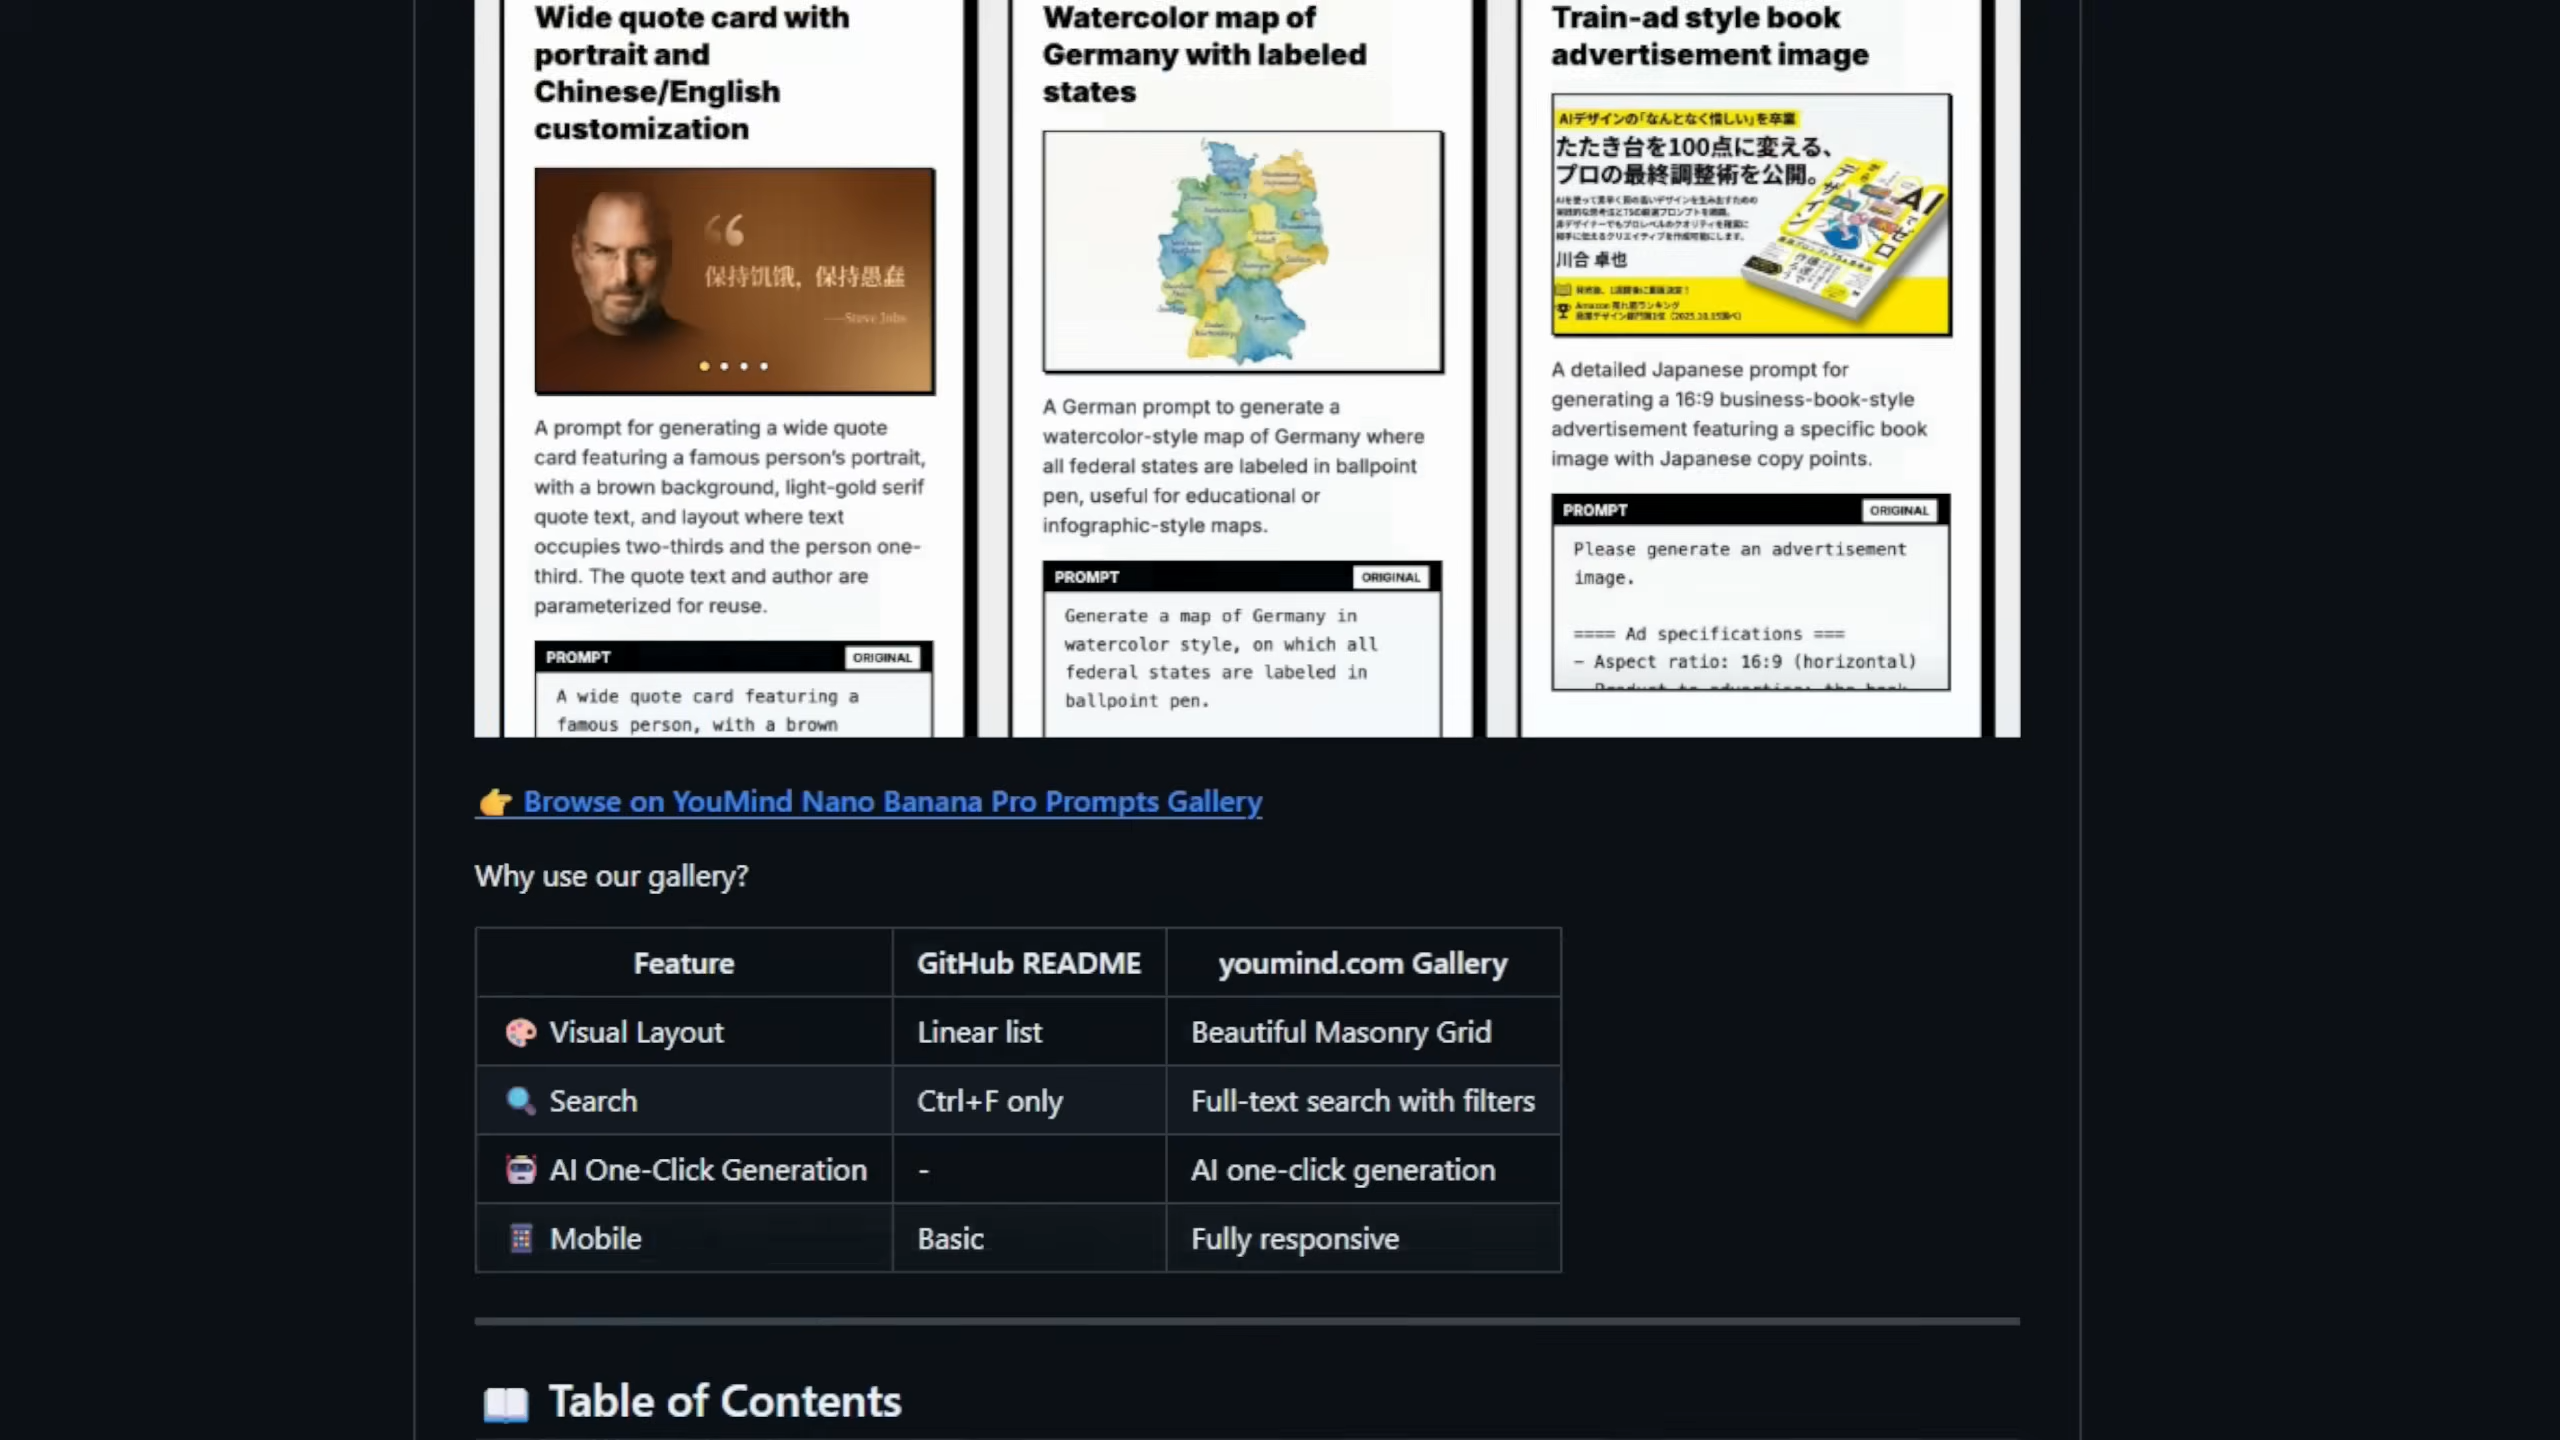 Wide quote card with
portrait and
Chinese/English
customization
保持饥饿，保持愚蠢
——Steve Jobs
A prompt for generating a wide quote
card featuring a famous person's portrait,
with a brown background, light-gold serif
quote text, and layout where text
occupies two-thirds and the person one-
third. The quote text and author are
parameterized for reuse.
PROMPT
ORIGINAL
A wide quote card featuring a
famous person, with a brown
Watercolor map of
Germany with labeled
states
Bayern
A German prompt to generate a
watercolor-style map of Germany where
all federal states are labeled in ballpoint
pen, useful for educational or
infographic-style maps.
PROMPT
ORIGINAL
Generate a map of Germany in
watercolor style, on which all
federal states are labeled in
ballpoint pen.
Train-ad style book
advertisement image
AIデザインの「なんとなく惜しい」を卒業
たたき台を100点に変える、
プロの最終調整術を公開。
川合 卓也
A detailed Japanese prompt for
generating a 16:9 business-book-style
advertisement featuring a specific book
image with Japanese copy points.
PROMPT
ORIGINAL
Please generate an advertisement
image.
==== Ad specifications ===
– Aspect ratio: 16:9 (horizontal)
👉 Browse on YouMind Nano Banana Pro Prompts Gallery
Why use our gallery?
Feature GitHub README youmind.com Gallery
🎨 Visual Layout Linear list Beautiful Masonry Grid
🔍 Search Ctrl+F only Full-text search with filters
🤖 AI One-Click Generation - AI one-click generation
📱 Mobile Basic Fully responsive
📖 Table of Contents